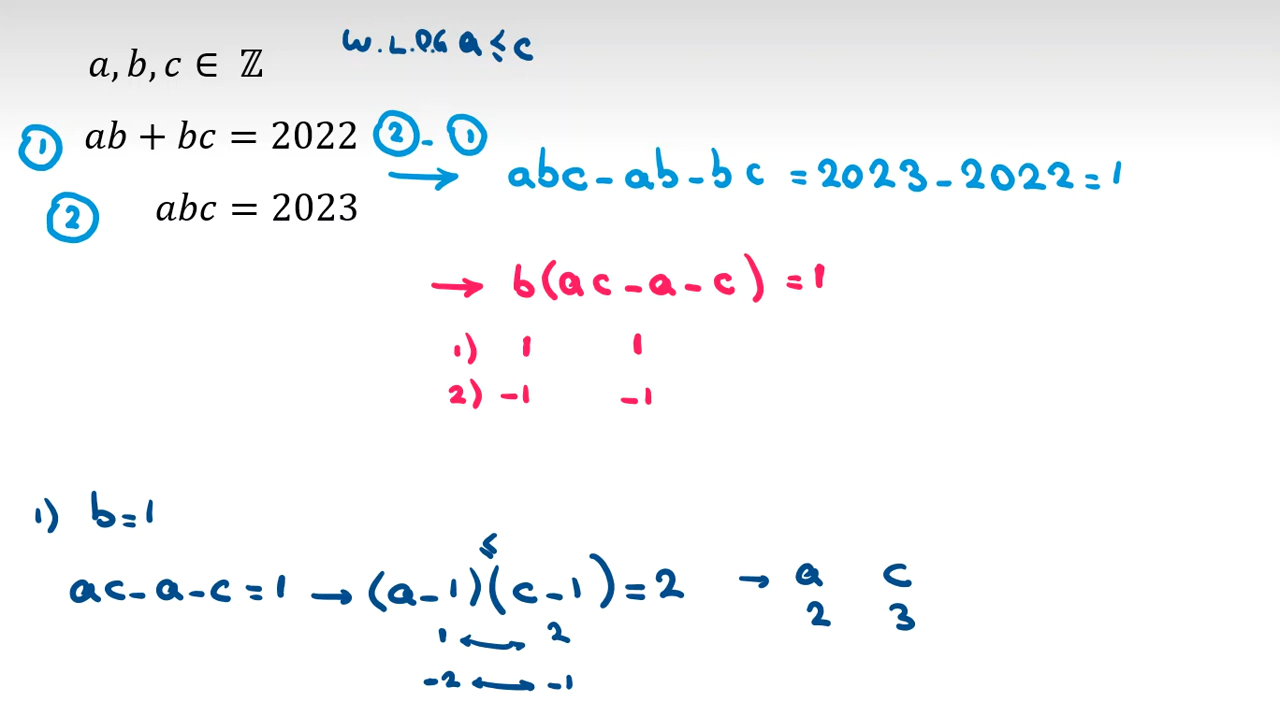 a, b, c ∈ ℤ W.L.O.G a ≤ c
① ab + bc = 2022 ② - ①
→ abc - ab - bc = 2023 - 2022 = 1
② abc = 2023
→ b(ac - a - c) = 1
1) 1 1
2) -1 -1
1) b = 1
≤
ac - a - c = 1 → (a - 1)(c - 1) = 2 → a c
1 ↔ 2 2 3
-2 ↔ -1